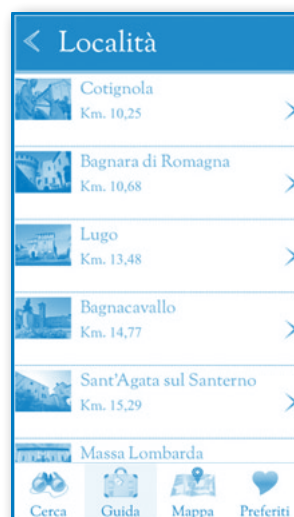 Località
Cotignola
Km. 10,25
Bagnara di Romagna
Km. 10,68
Lugo
Km. 13,48
Bagnacavallo
Km. 14,77
Sant'Agata sul Santerno
Km. 15,29
Massa Lombarda
Cerca Guida Mappa Preferiti